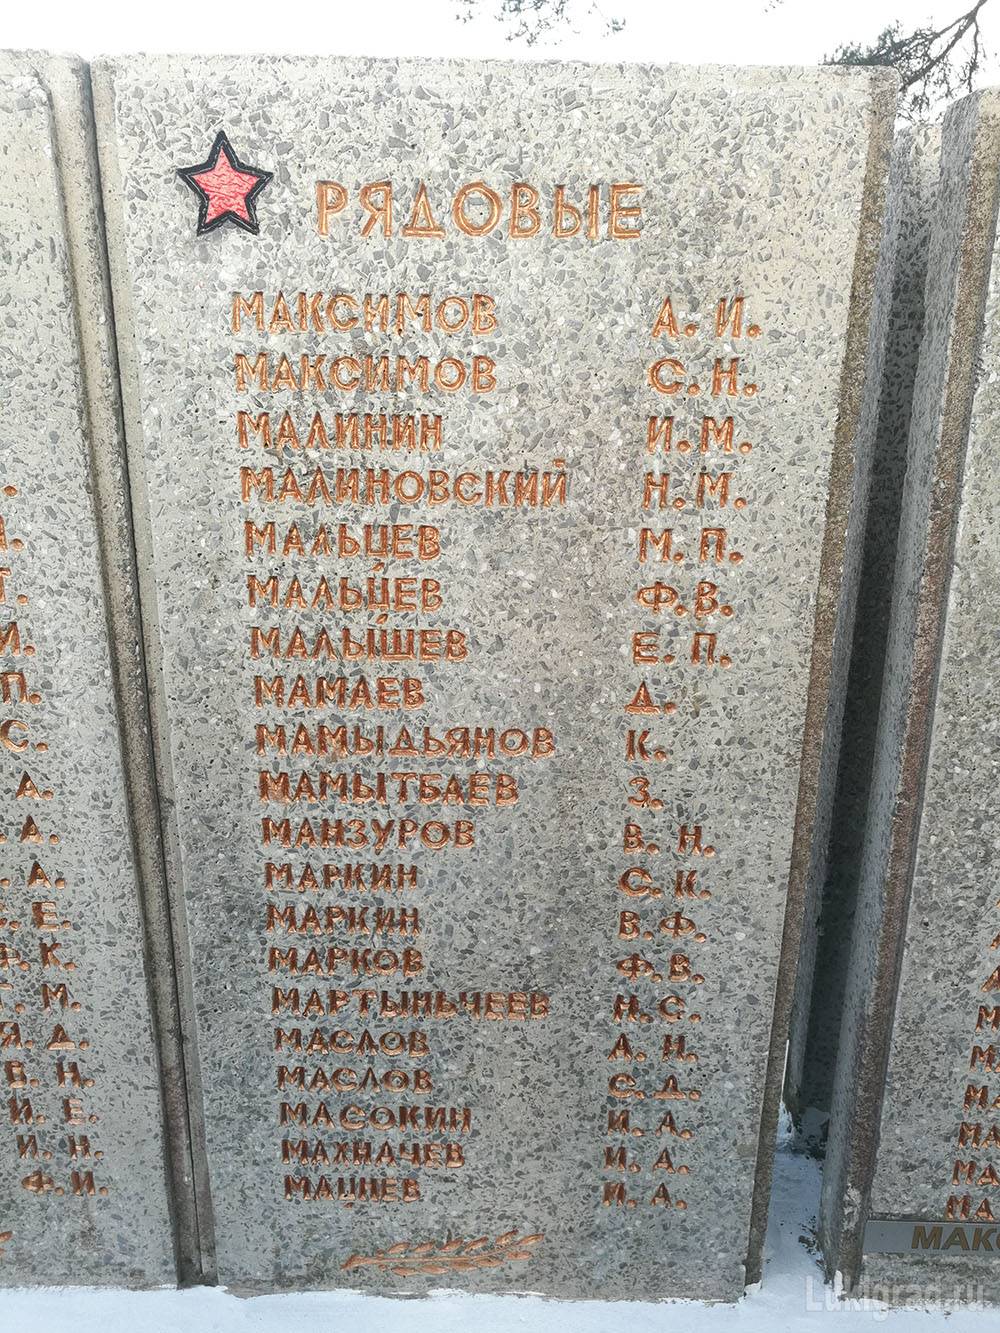 РЯДОВЫЕ
МАКСИМОВ А. И.
МАКСИМОВ С. Н.
МАЛИНИН И. М.
МАЛИНОВСКИЙ Н. М.
МАЛЬЦЕВ М. П.
МАЛЬЦЕВ Ф. В.
МАЛЫШЕВ Е. П.
МАМАЕВ Д.
МАМЫДЬЯНОВ К.
МАМЫТБАЕВ З.
МАНЗУРОВ В. Н.
МАРКИН С. К.
МАРКИН В. Ф.
МАРКОВ Ф. В.
МАРТЫНЬЧЕЕВ Н. С.
МАСЛОВ А. Н.
МАСЛОВ С. Д.
МАСОКИН И. А.
МАХНАЧЕВ И. А.
МАЦНЕВ И. А.
П.
С.
А.
А.
А.
Е.
К.
М.
Я. Д.
В. Н.
И. Е.
И. Н.
Ф. И.
Lukigrad.ru